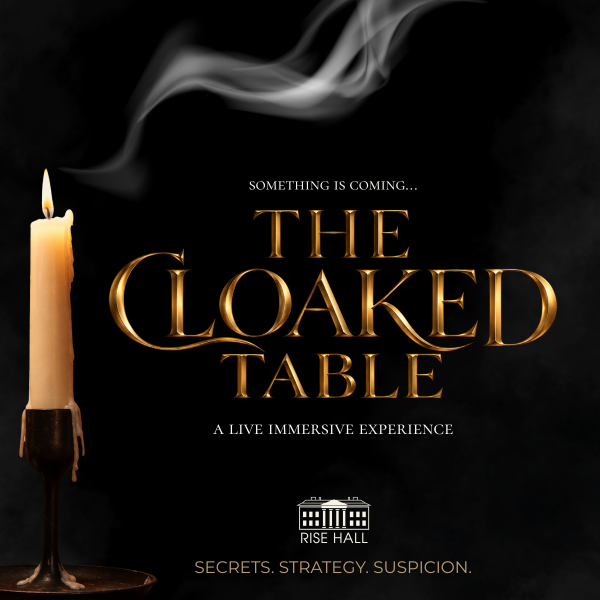 SOMETHING IS COMING...
THE
CLOAKED
TABLE
A LIVE IMMERSIVE EXPERIENCE
RISE HALL
SECRETS. STRATEGY. SUSPICION.